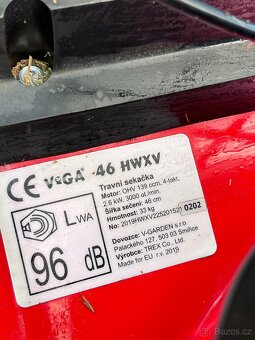 CE VeGA 46 HWXV
Travní sekačka
Motor: OHV 139 ccm, 4-takt,
2.6 kW, 3000 ot./min.
Šířka sečení: 46 cm
Hmotnost: 33 kg
0202
LWA
96 dB
Dovozce: V-GARDEN s.r.o.
Palackého 127, 503 03 Smiřice
Výrobce: TREX Co., Ltd.
Made for EU r.v. 2019
Bazos.cz